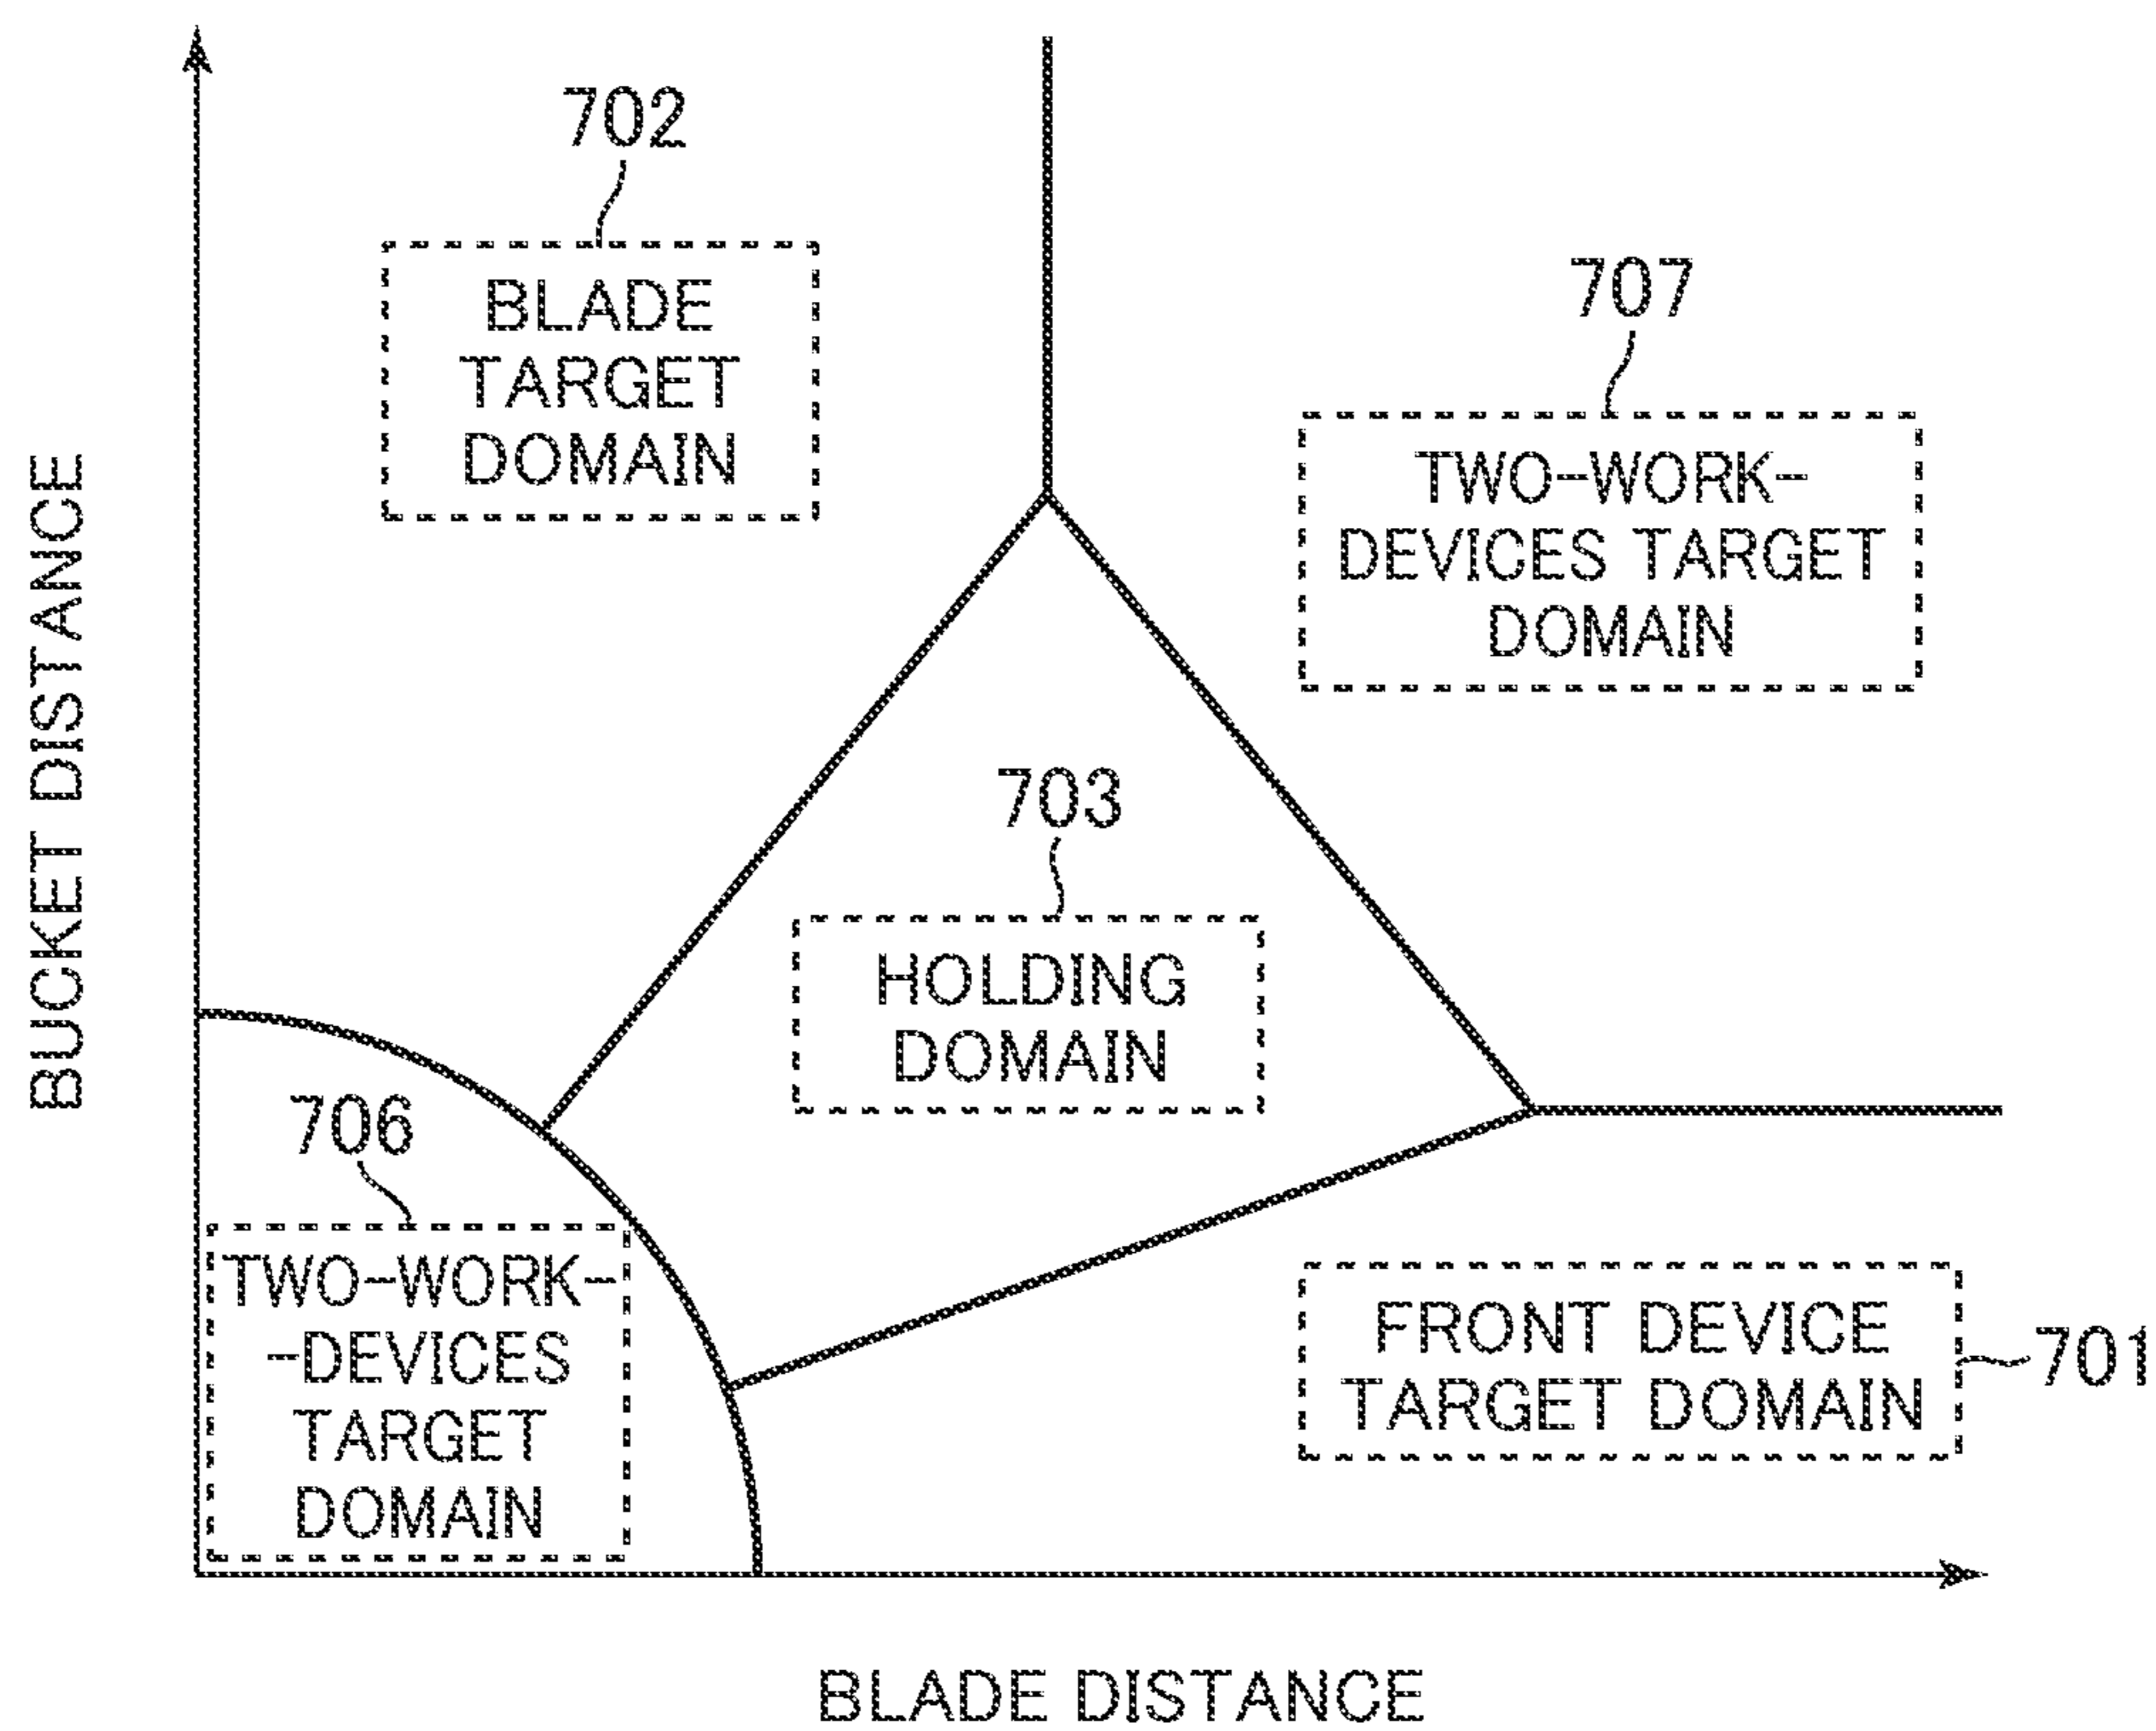 702
BLADE
TARGET
DOMAIN
707
TWO-WORK-
DEVICES TARGET
DOMAIN
BUCKET DISTANCE
703
HOLDING
DOMAIN
706
TWO-WORK-
-DEVICES
TARGET
DOMAIN
FRONT DEVICE
TARGET DOMAIN
701
BLADE DISTANCE